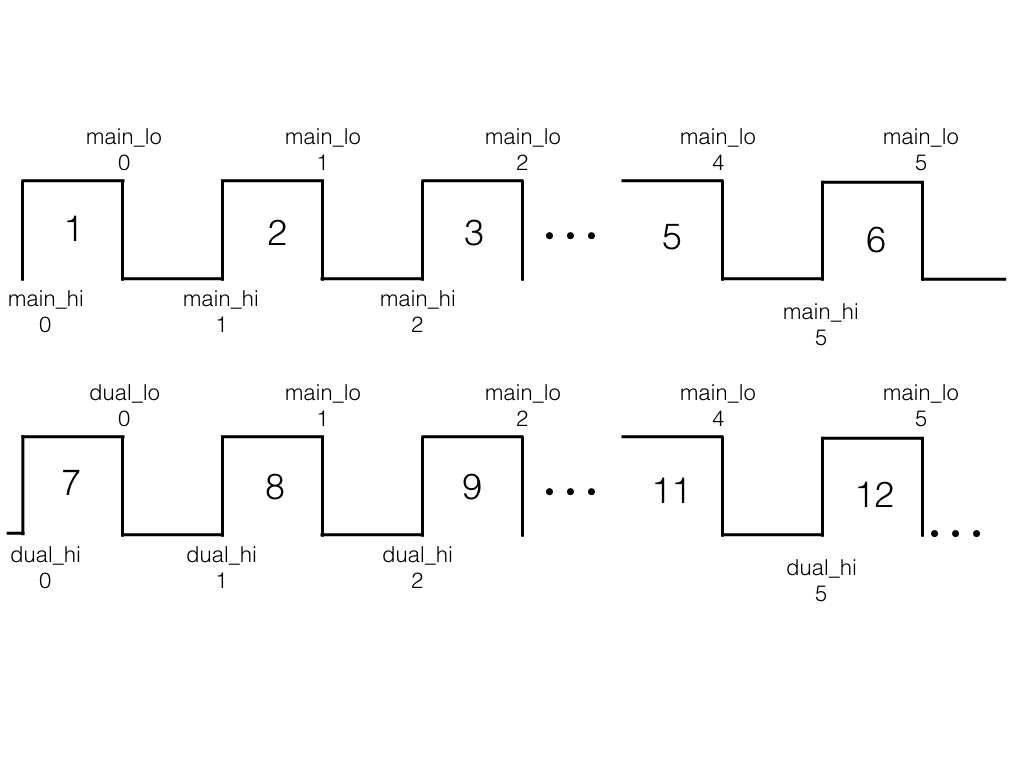 main_lo main_lo main_lo main_lo main_lo
0 1 2 4 5
1 2 3 ... 5 6
main_hi main_hi main_hi main_hi
0 1 2 5
dual_lo main_lo main_lo main_lo main_lo
0 1 2 4 5
7 8 9 ... 11 12 ...
dual_hi dual_hi dual_hi dual_hi
0 1 2 5